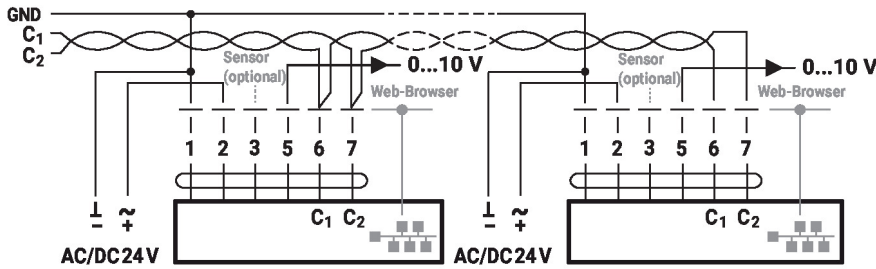 GND
C1
C2
Sensor
(optional)
0...10 V
Web-Browser
1 2 3 5 6 7
C1 C2
⊥ ~
– +
AC/DC 24 V
Sensor
(optional)
0...10 V
Web-Browser
1 2 3 5 6 7
C1 C2
⊥ ~
– +
AC/DC 24 V